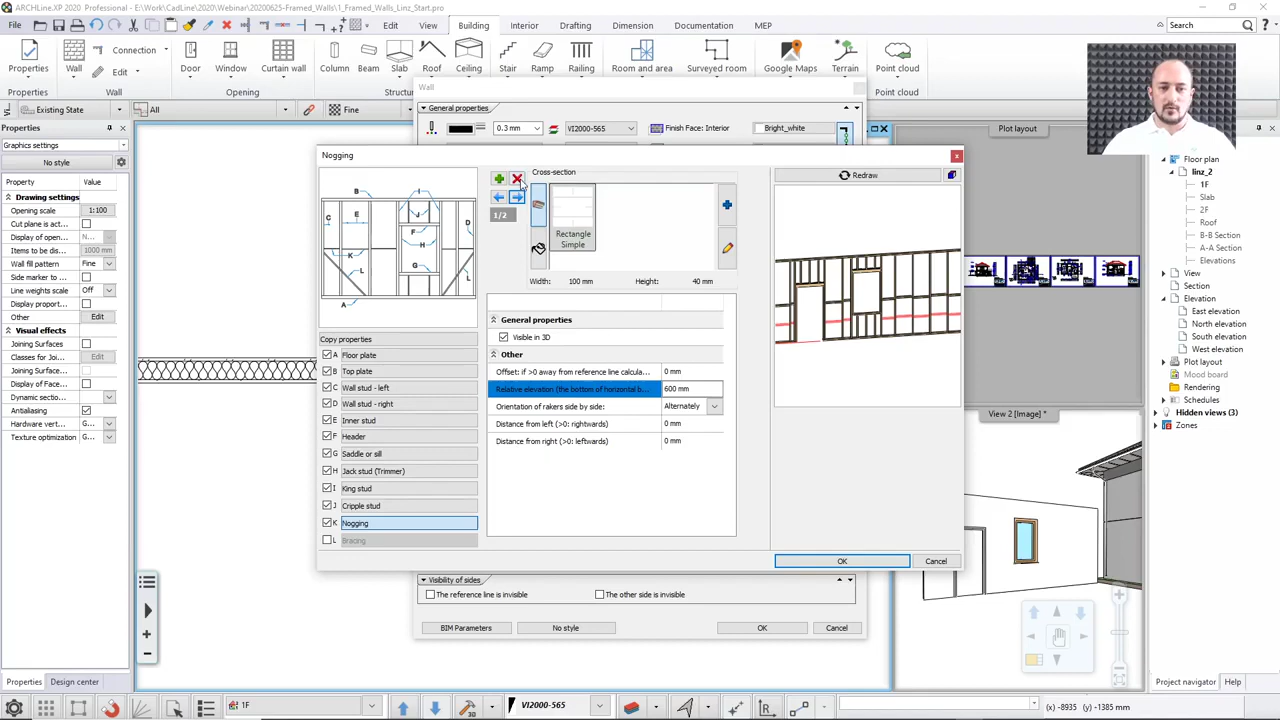 ARCHLine.XP 2020 Professional - E:\Work\CadLine\Webinar\20200625-Framed_Walls\1_Framed_Walls_Linz_Start.pro
File
Edit
View
Building
Interior
Drafting
Dimension
Documentation
MEP
Search
Properties
Wall
Connection
Edit
Door
Window
Curtain wall
Column
Beam
Slab
Roof
Ceiling
Stair
Ramp
Railing
Room and area
Surveyed room
Google Maps
Terrain
Point cloud
Properties
Wall
Opening
Point cloud
Existing State
All
Fine
Wall
General properties
0.3 mm
VI2000-565
Finish Face: Interior
Bright_white
Properties
Graphics settings
No style
Property
Value
Drawing settings
Opening scale
1:100
Cut plane is act...
Display of open...
N...
Items to be dis...
1000 mm
Background sta...
Wall fill pattern
Fine
Side marker to ...
Line weights scale
Off
Display proport...
Other
Edit
Visual effects
Joining Surfaces
Classes for Joi...
Edit
Joining Surface...
Display of Face...
Dynamic sectio...
Antialiasing
Hardware vert...
G...
Texture optimization
G...
Nogging
B
I
J
C
E
D
F
H
K
G
L
L
A
Copy properties
A Floor plate
B Top plate
C Wall stud - left
D Wall stud - right
E Inner stud
F Header
G Saddle or sill
H Jack stud (Trimmer)
I King stud
J Cripple stud
K Nogging
L Bracing
1/2
Cross-section
Rectangle
Simple
Width: 100 mm Height: 40 mm
General properties
Visible in 3D
Other
Offset: if >0 away from reference line calcula... 0 mm
Relative elevation (the bottom of horizontal b... 600 mm
Orientation of rakers side by side: Alternately
Distance from left (>0: rightwards) 0 mm
Distance from right (>0: leftwards) 0 mm
Redraw
OK
Cancel
Visibility of sides
The reference line is invisible
The other side is invisible
BIM Parameters
No style
OK
Cancel
Plot layout
View 2 [Image] *
Floor plan
linz_2
1F
Slab
2F
Roof
B-B Section
A-A Section
Elevations
View
Section
Elevation
East elevation
North elevation
South elevation
West elevation
Plot layout
Mood board
Rendering
Schedules
Hidden views (3)
Zones
Properties
Design center
Project navigator
Help
1F
VI2000-565
(x) -8935
(y) -1385 mm